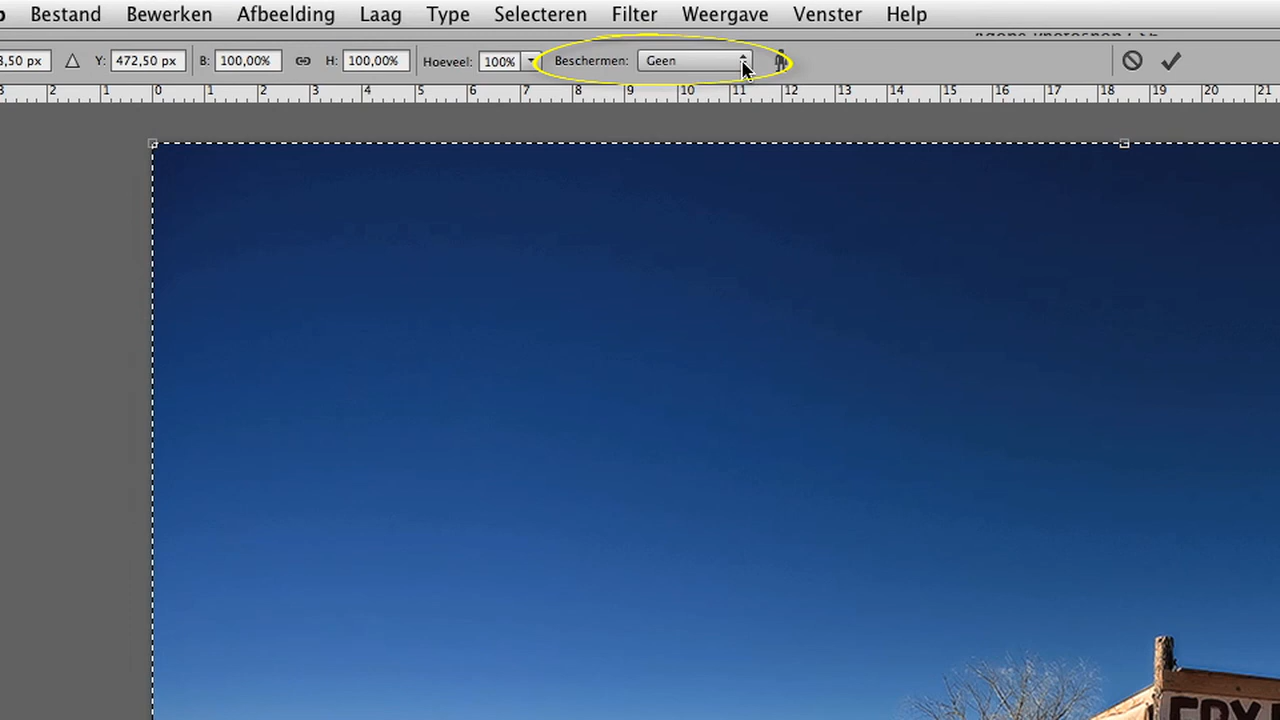 Bestand Bewerken Afbeelding Laag Type Selecteren Filter Weergave Venster Help
8,50 px Y: 472,50 px B: 100,00% H: 100,00% Hoeveel: 100% Beschermen: Geen
3 2 1 0 1 2 3 4 5 6 7 8 9 10 11 12 13 14 15 16 17 18 19 20 21